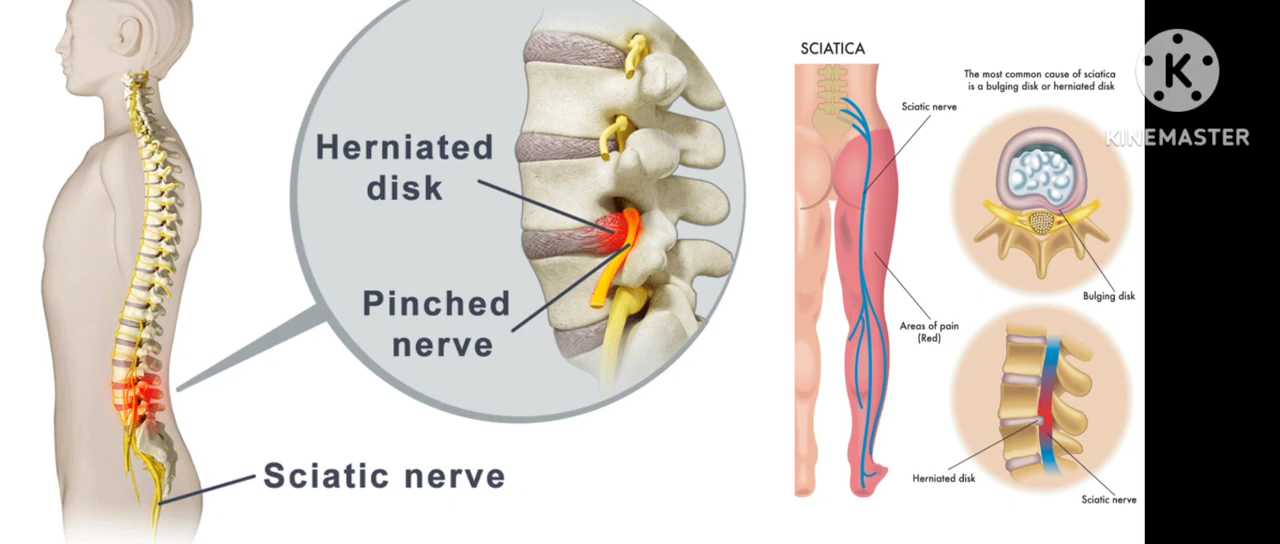 Herniated
disk
Pinched
nerve
Sciatic nerve
SCIATICA
The most common cause of sciatica
is a bulging disk or herniated disk
Sciatic nerve
Bulging disk
Areas of pain
(Red)
Herniated disk
Sciatic nerve
K
KINEMASTER